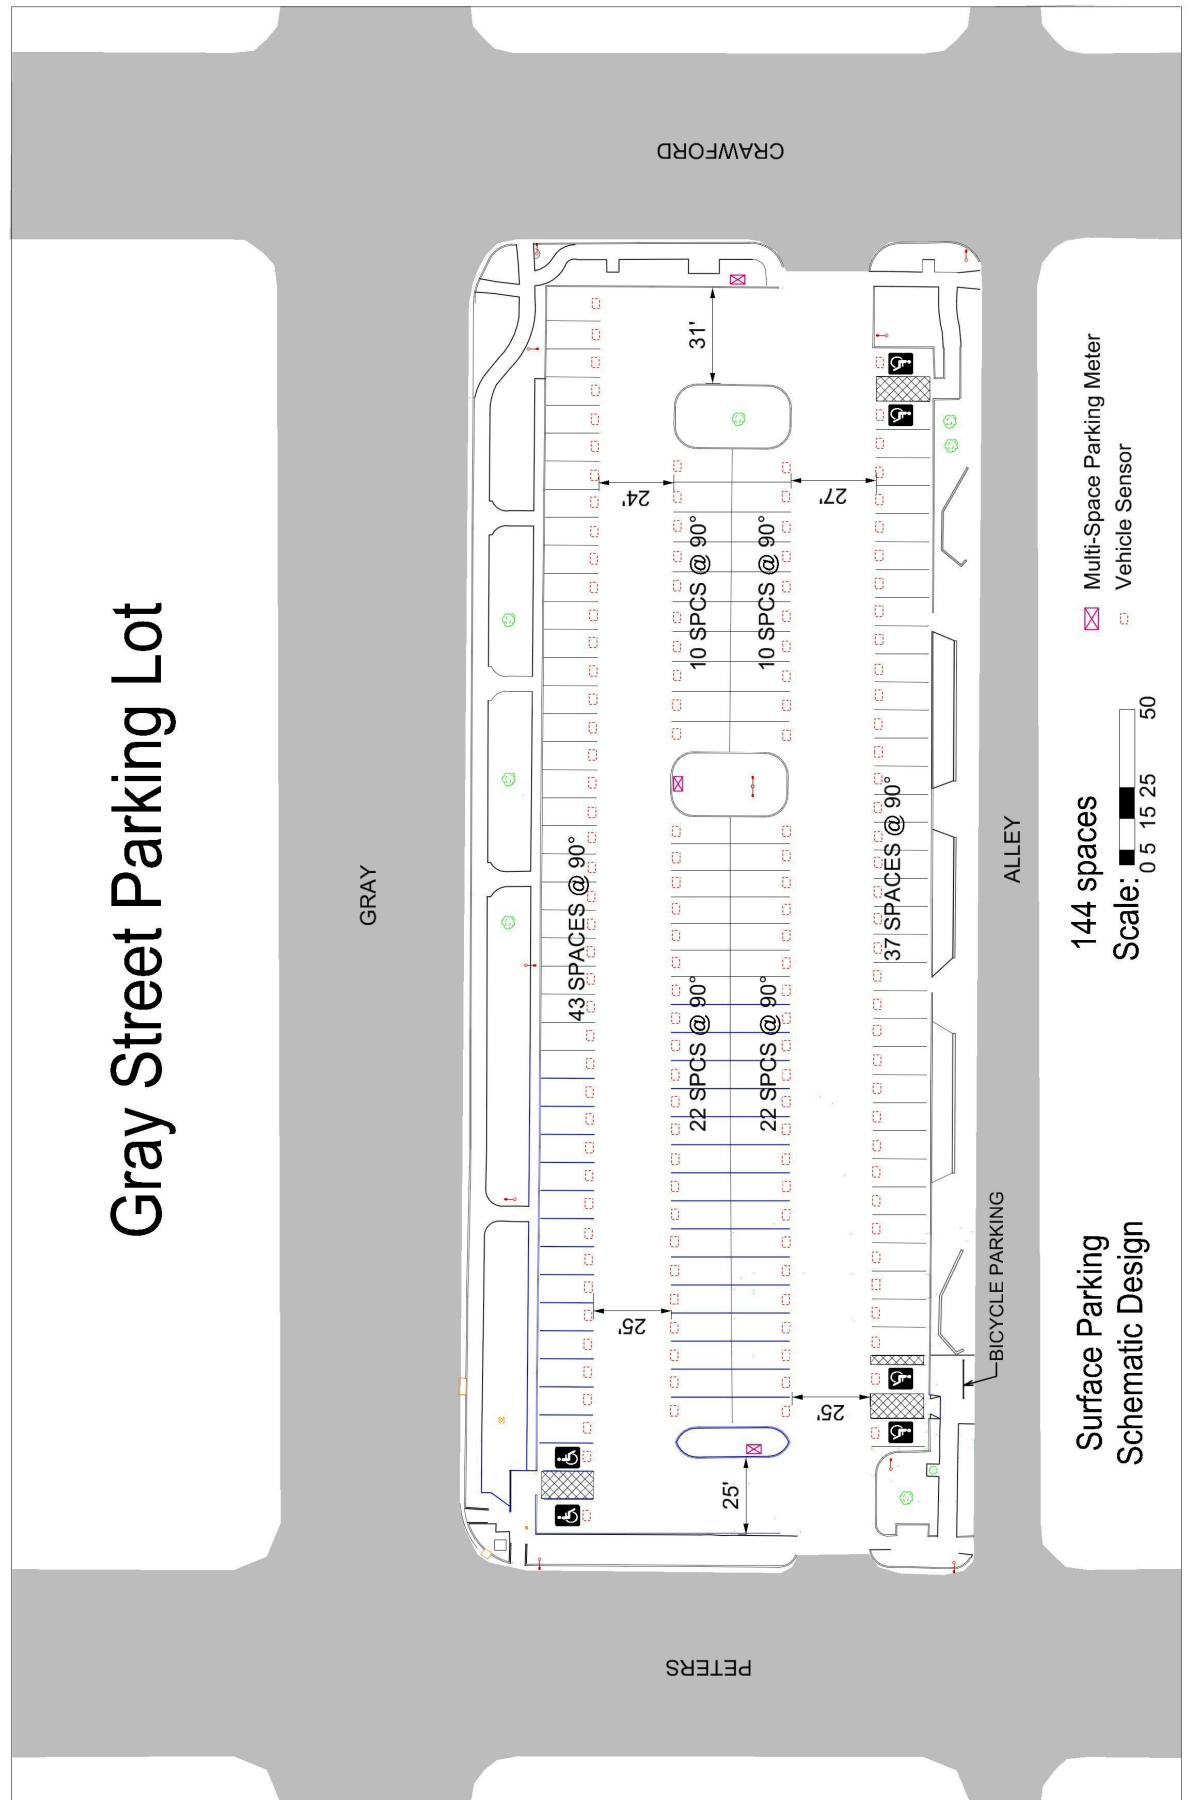 Gray Street Parking Lot
GRAY
CRAWFORD
PETERS
ALLEY
43 SPACES @ 90°
22 SPCS @ 90°
10 SPCS @ 90°
22 SPCS @ 90°
10 SPCS @ 90°
37 SPACES @ 90°
25'
24'
31'
25'
25'
27'
BICYCLE PARKING
Surface Parking
Schematic Design
144 spaces
Scale:
0 5 15 25 50
Multi-Space Parking Meter
Vehicle Sensor